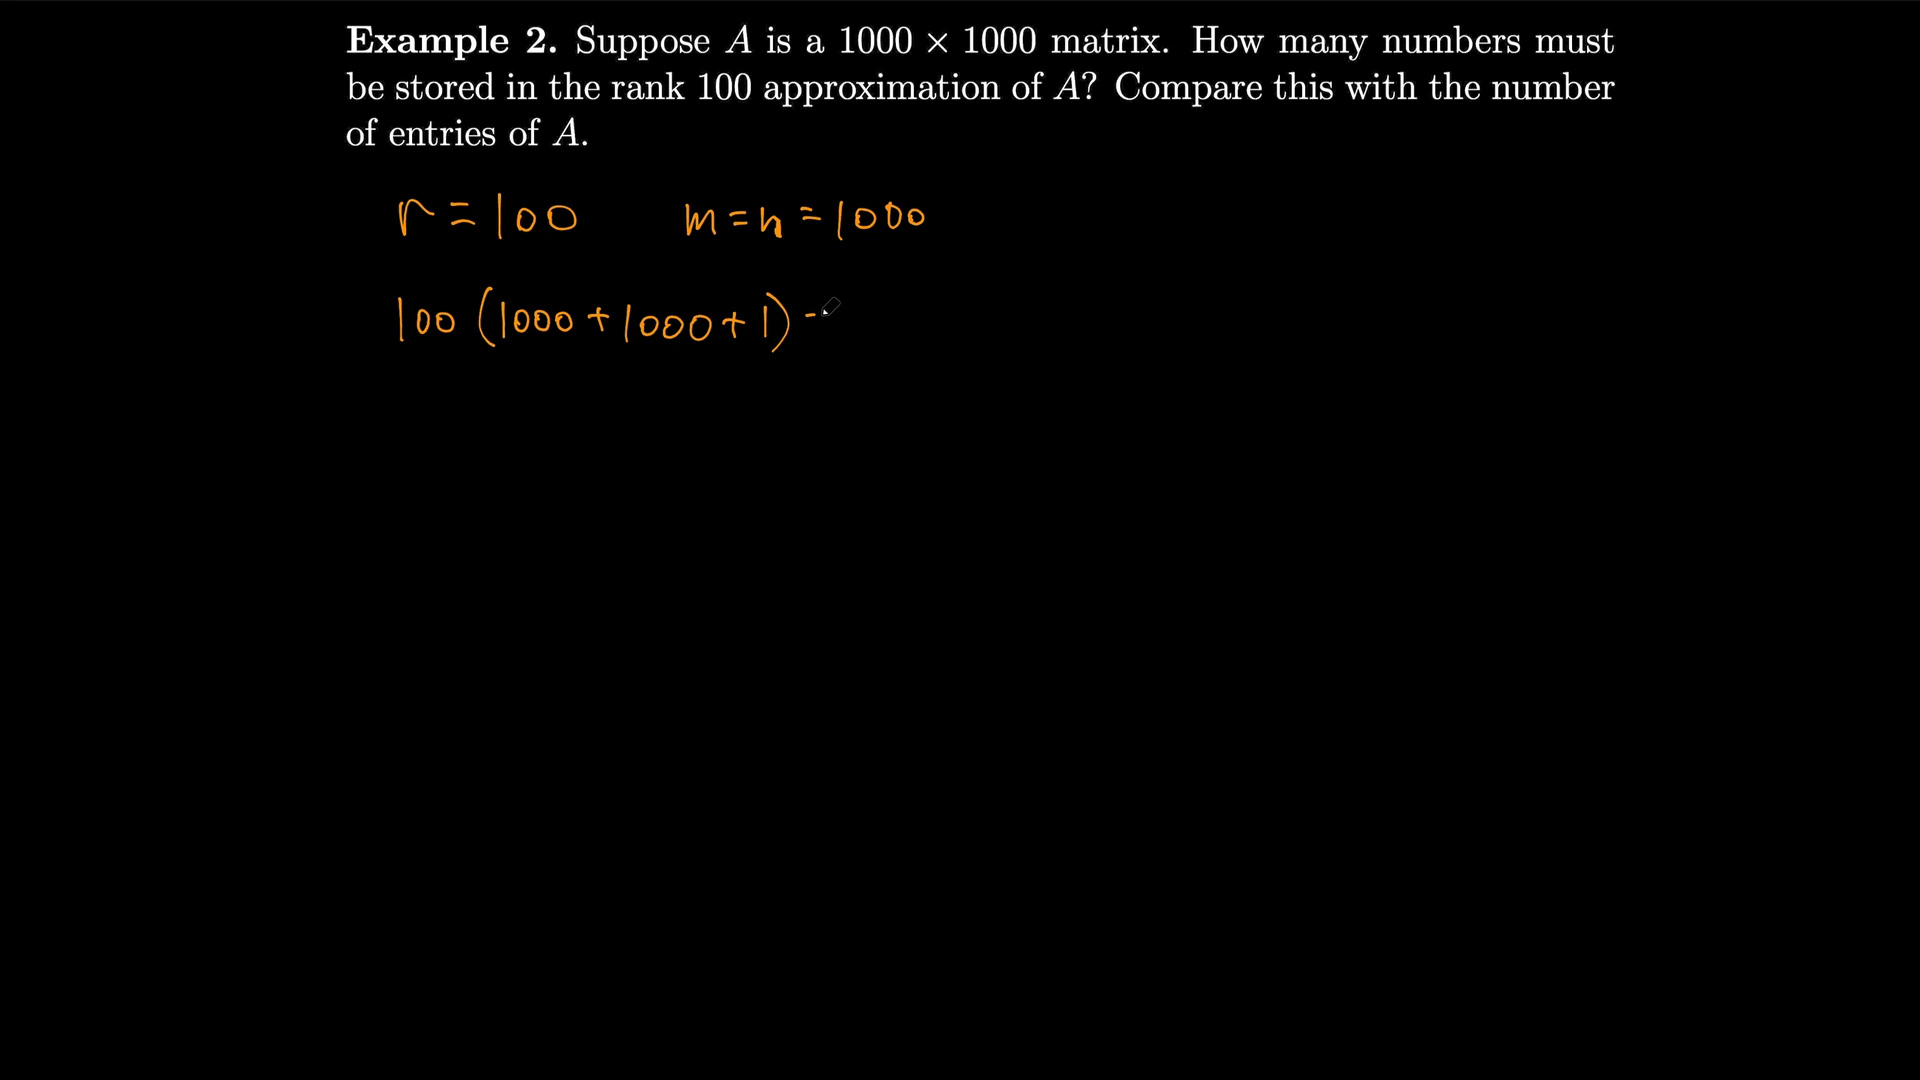 Example 2. Suppose A is a 1000 × 1000 matrix. How many numbers must
be stored in the rank 100 approximation of A? Compare this with the number
of entries of A.
r = 100 m = n = 1000
100 (1000 + 1000 + 1) -